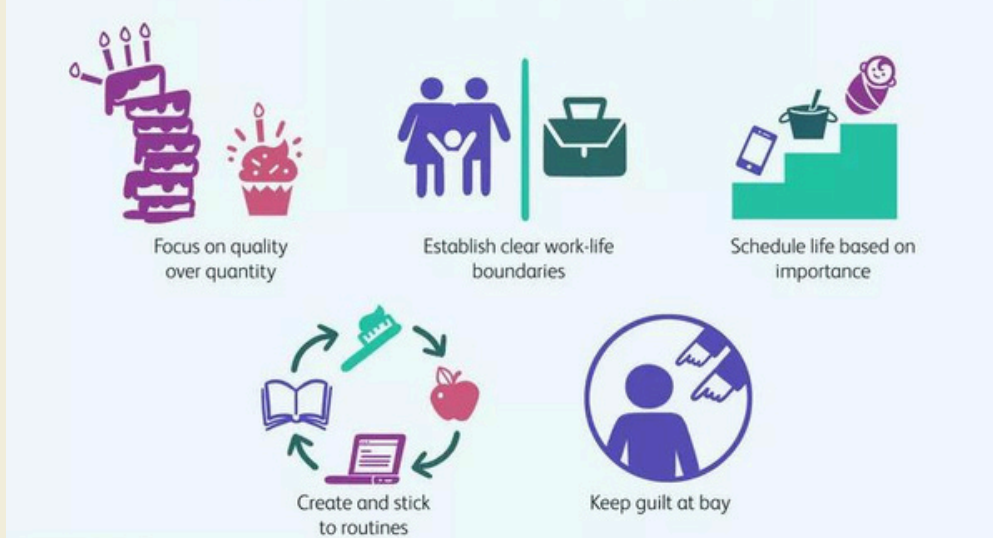 Focus on quality
over quantity
Establish clear work-life
boundaries
Schedule life based on
importance
Create and stick
to routines
Keep guilt at bay